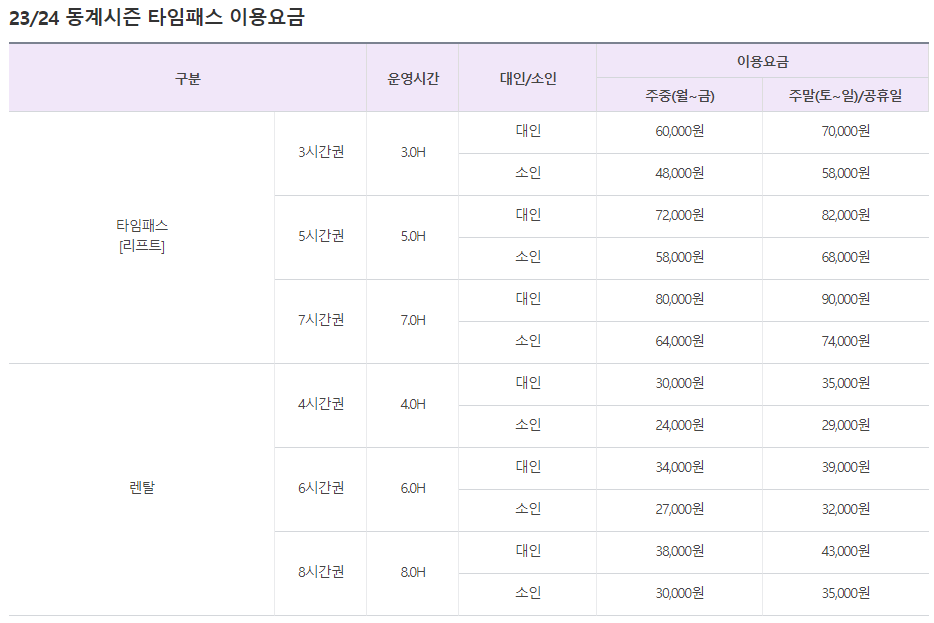 23/24 동계시즌 타임패스 이용요금
구분 운영시간 대인/소인 이용요금
주중(월~금) 주말(토~일)/공휴일
타임패스
[리프트]
3시간권 3.0H 대인 60,000원 70,000원
소인 48,000원 58,000원
5시간권 5.0H 대인 72,000원 82,000원
소인 58,000원 68,000원
7시간권 7.0H 대인 80,000원 90,000원
소인 64,000원 74,000원
렌탈
4시간권 4.0H 대인 30,000원 35,000원
소인 24,000원 29,000원
6시간권 6.0H 대인 34,000원 39,000원
소인 27,000원 32,000원
8시간권 8.0H 대인 38,000원 43,000원
소인 30,000원 35,000원